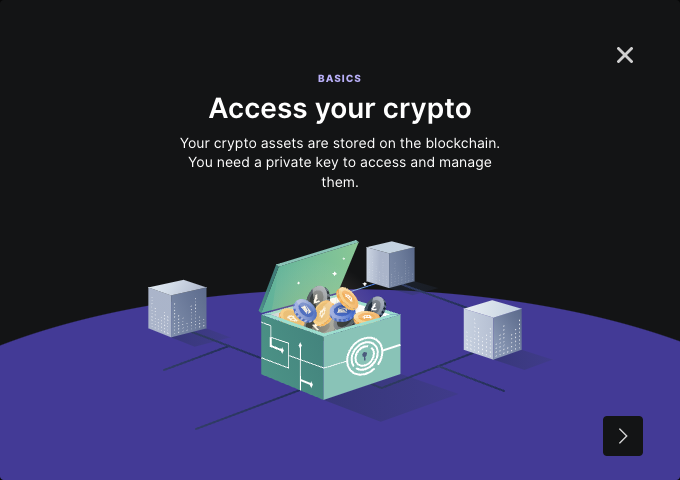 BASICS
Access your crypto
Your crypto assets are stored on the blockchain.
You need a private key to access and manage
them.